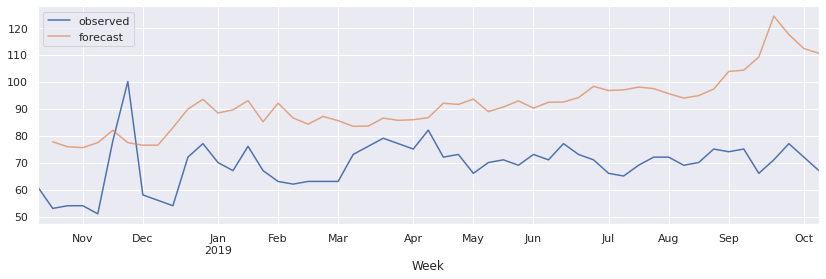 observed
forecast
120
110
100
90
80
70
60
50
Nov Dec Jan Feb Mar Apr May Jun Jul Aug Sep Oct
2019
Week